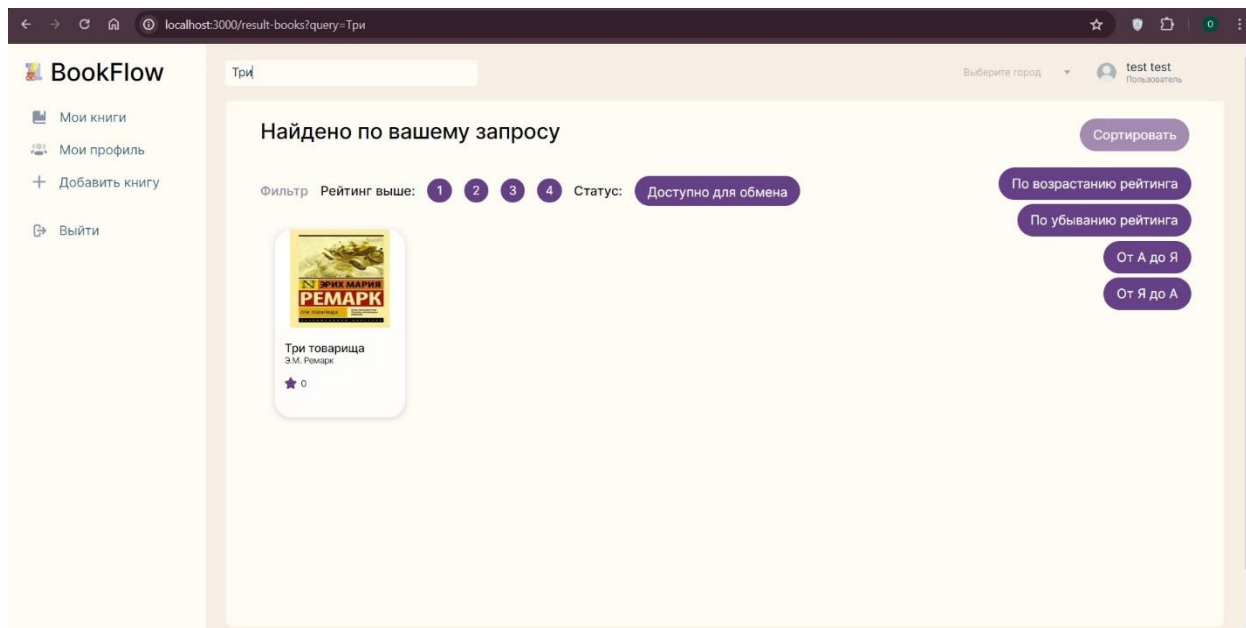 localhost:3000/result-books?query=Три
BookFlow
Три
Выберите город
test test
Пользователь
Мои книги
Мои профиль
Добавить книгу
Выйти
Найдено по вашему запросу
Сортировать
Фильтр Рейтинг выше: 1 2 3 4 Статус: Доступно для обмена
По возрастанию рейтинга
По убыванию рейтинга
От А до Я
От Я до А
ЭРИХ МАРИЯ
РЕМАРК
ТРИ ТОВАРИЩА
Три товарища
Э.М. Ремарк
0